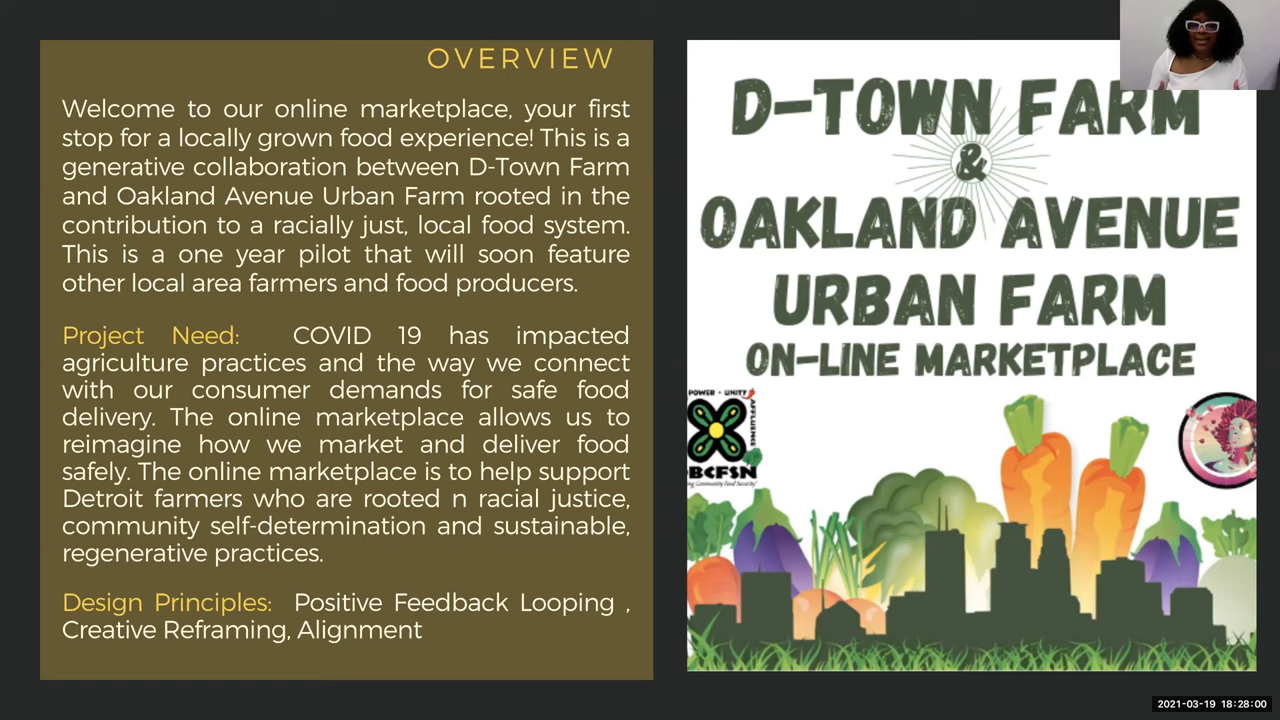 OVERVIEW
Welcome to our online marketplace, your first
stop for a locally grown food experience! This is a
generative collaboration between D-Town Farm
and Oakland Avenue Urban Farm rooted in the
contribution to a racially just, local food system.
This is a one year pilot that will soon feature
other local area farmers and food producers.
Project Need: COVID 19 has impacted
agriculture practices and the way we connect
with our consumer demands for safe food
delivery. The online marketplace allows us to
reimagine how we market and deliver food
safely. The online marketplace is to help support
Detroit farmers who are rooted n racial justice,
community self-determination and sustainable,
regenerative practices.
Design Principles: Positive Feedback Looping ,
Creative Reframing, Alignment
D-TOWN FARM
&
OAKLAND AVENUE
URBAN FARM
ON-LINE MARKETPLACE
POWER · UNITY
AFFLUENCE
BCFSN
Community Food Security
2021-03-19 18:28:00